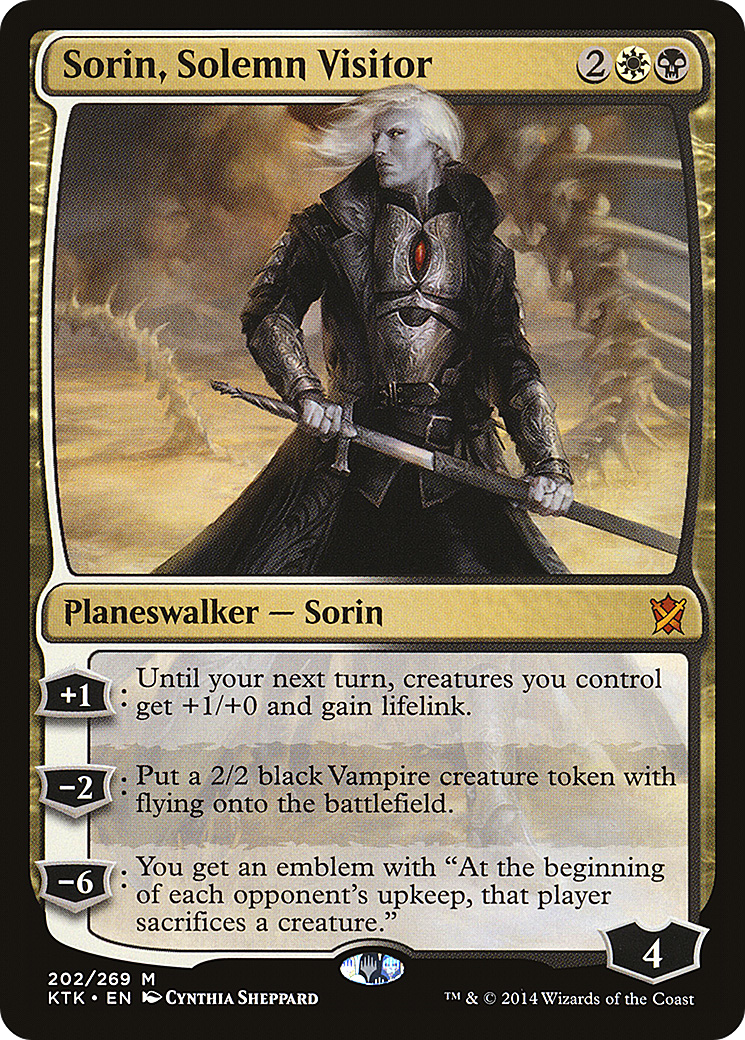 Sorin, Solemn Visitor 2
Planeswalker — Sorin
+1 : Until your next turn, creatures you control
get +1/+0 and gain lifelink.
−2 : Put a 2/2 black Vampire creature token with
flying onto the battlefield.
−6 : You get an emblem with “At the beginning
of each opponent’s upkeep, that player
sacrifices a creature.”
4
202/269 M
KTK • EN Cynthia Sheppard
™ & © 2014 Wizards of the Coast